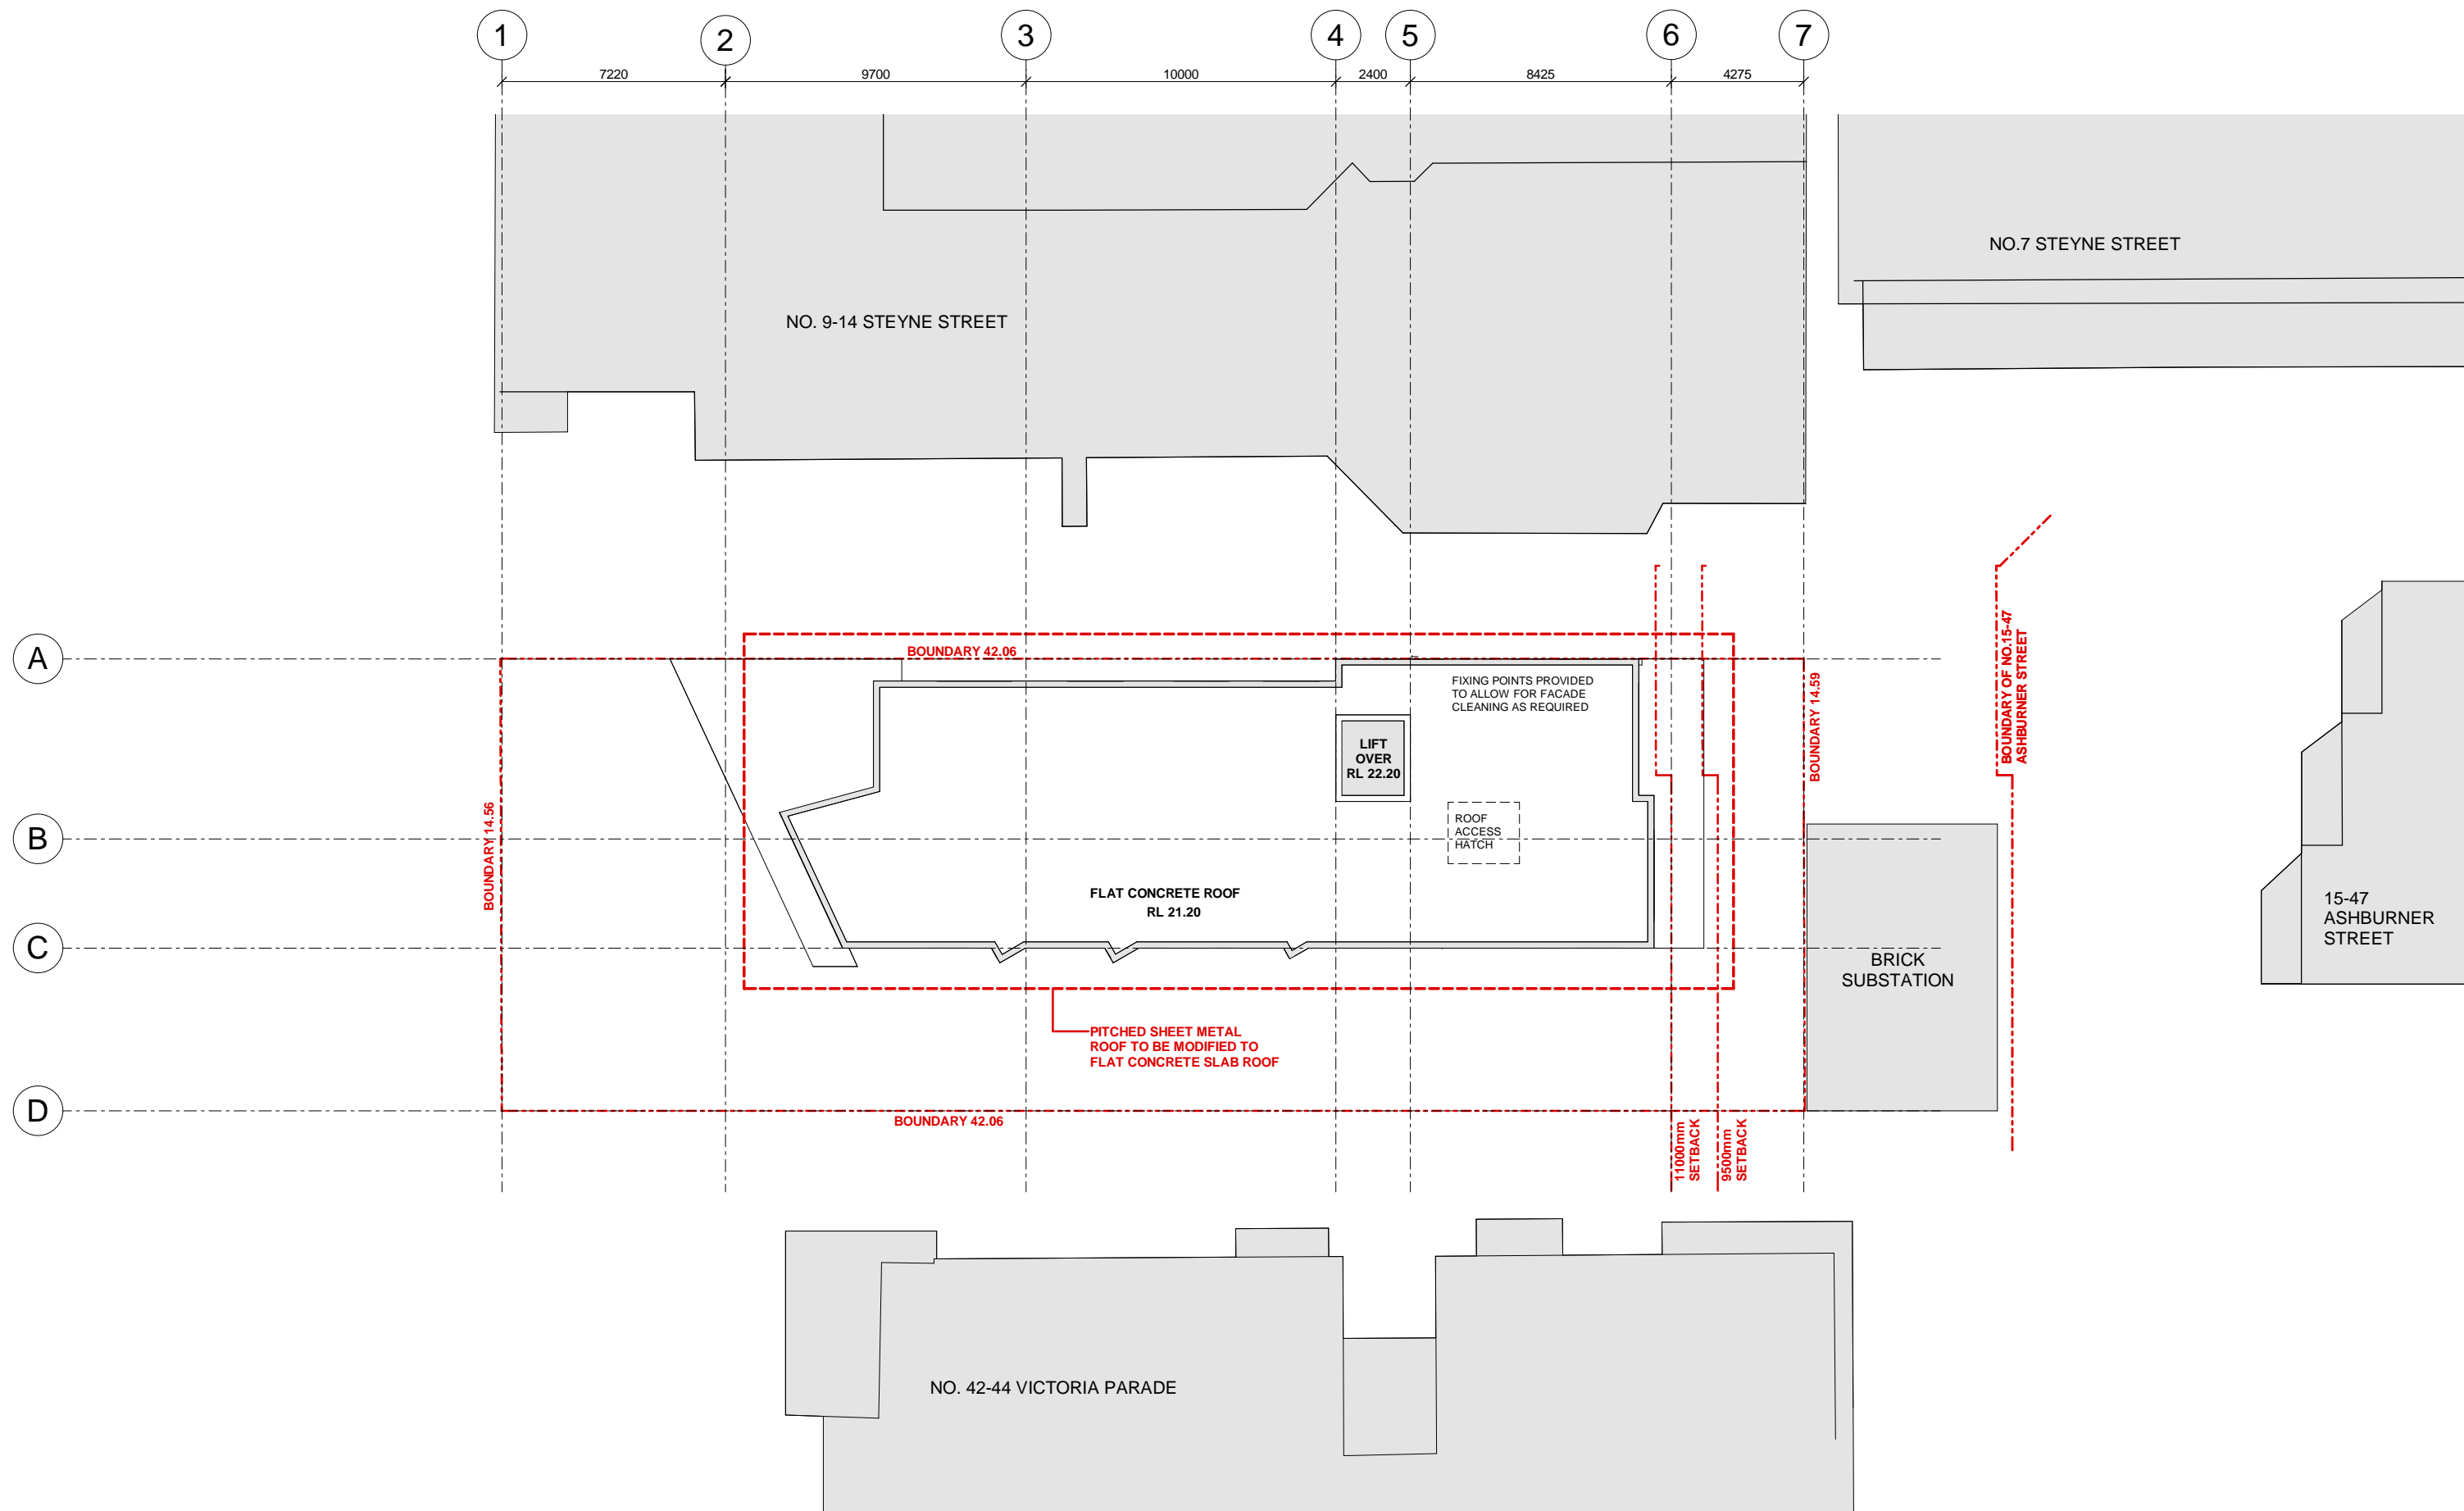 1
2
3
4
5
6
7
7220
9700
10000
2400
8425
4275
NO.7 STEYNE STREET
NO. 9-14 STEYNE STREET
A
B
C
D
BOUNDARY 42.06
BOUNDARY 14.56
BOUNDARY 14.59
BOUNDARY OF NO.15-47
ASHBURNER STREET
FIXING POINTS PROVIDED
TO ALLOW FOR FACADE
CLEANING AS REQUIRED
LIFT
OVER
RL 22.20
ROOF
ACCESS
HATCH
FLAT CONCRETE ROOF
RL 21.20
15-47
ASHBURNER
STREET
BRICK
SUBSTATION
PITCHED SHEET METAL
ROOF TO BE MODIFIED TO
FLAT CONCRETE SLAB ROOF
BOUNDARY 42.06
11000mm
SETBACK
9500mm
SETBACK
NO. 42-44 VICTORIA PARADE